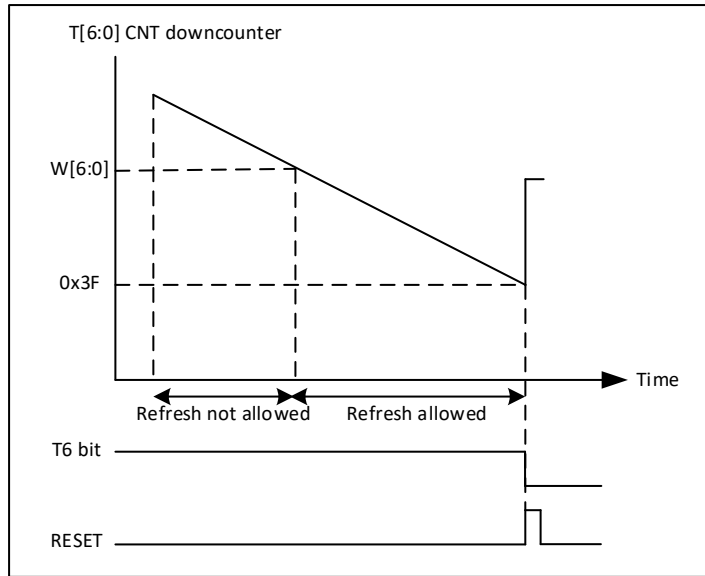 T[6:0] CNT downcounter
W[6:0]
0x3F
Time
Refresh not allowed
Refresh allowed
T6 bit
RESET